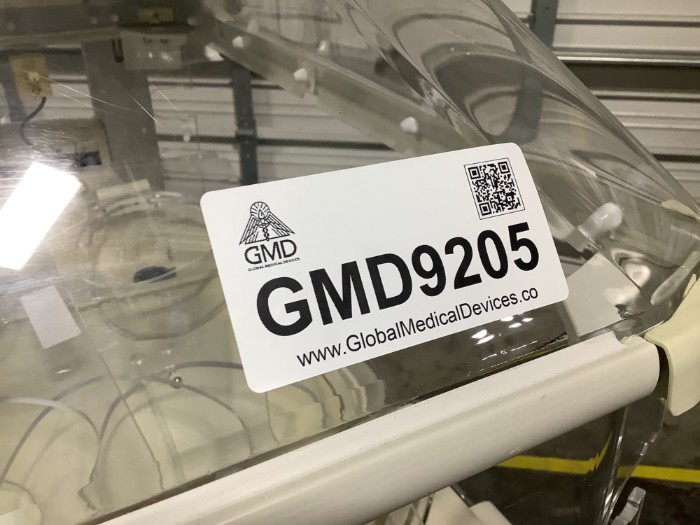 GMD
GLOBAL MEDICAL DEVICES
GMD9205
www.GlobalMedicalDevices.co